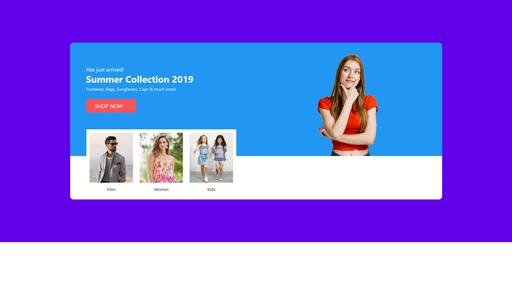 Has just arrived!
Summer Collection 2019
Footwear, Bags, Sunglasses, Caps & much more
SHOP NOW
Men
Women
Kids